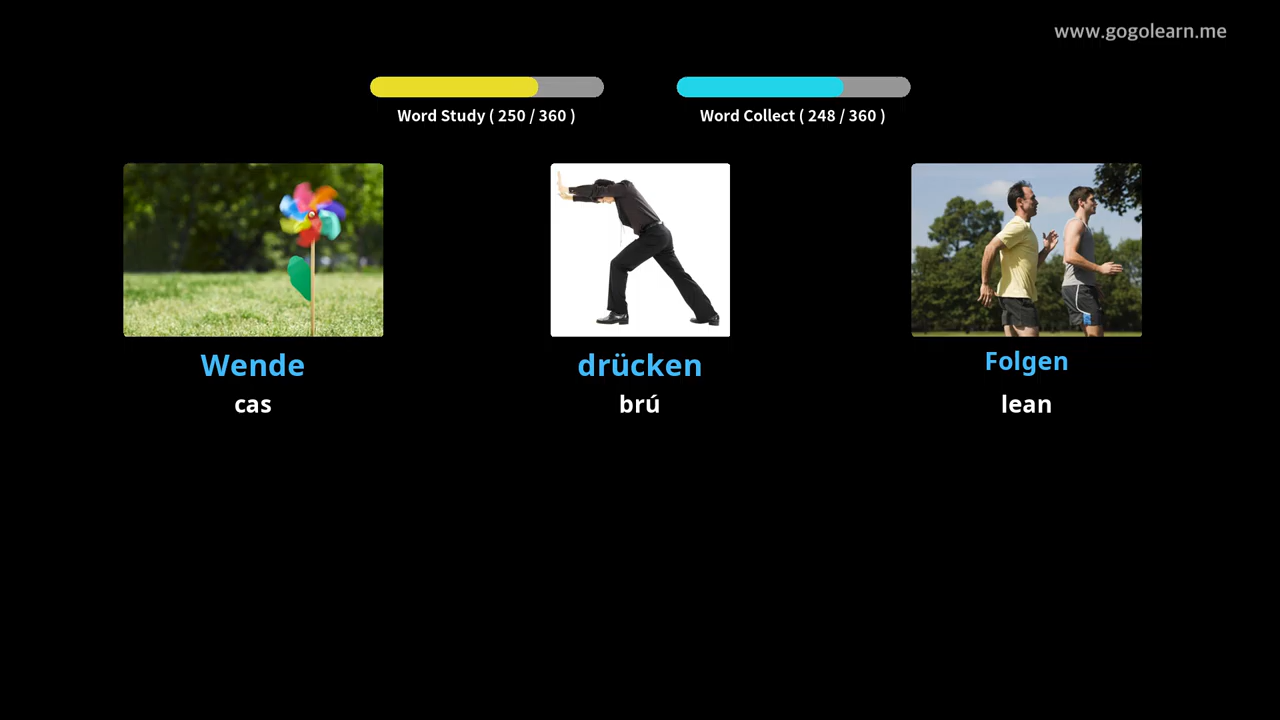 www.gogolearn.me
Word Study ( 250 / 360 )
Word Collect ( 248 / 360 )
Wende
cas
drücken
brú
Folgen
lean